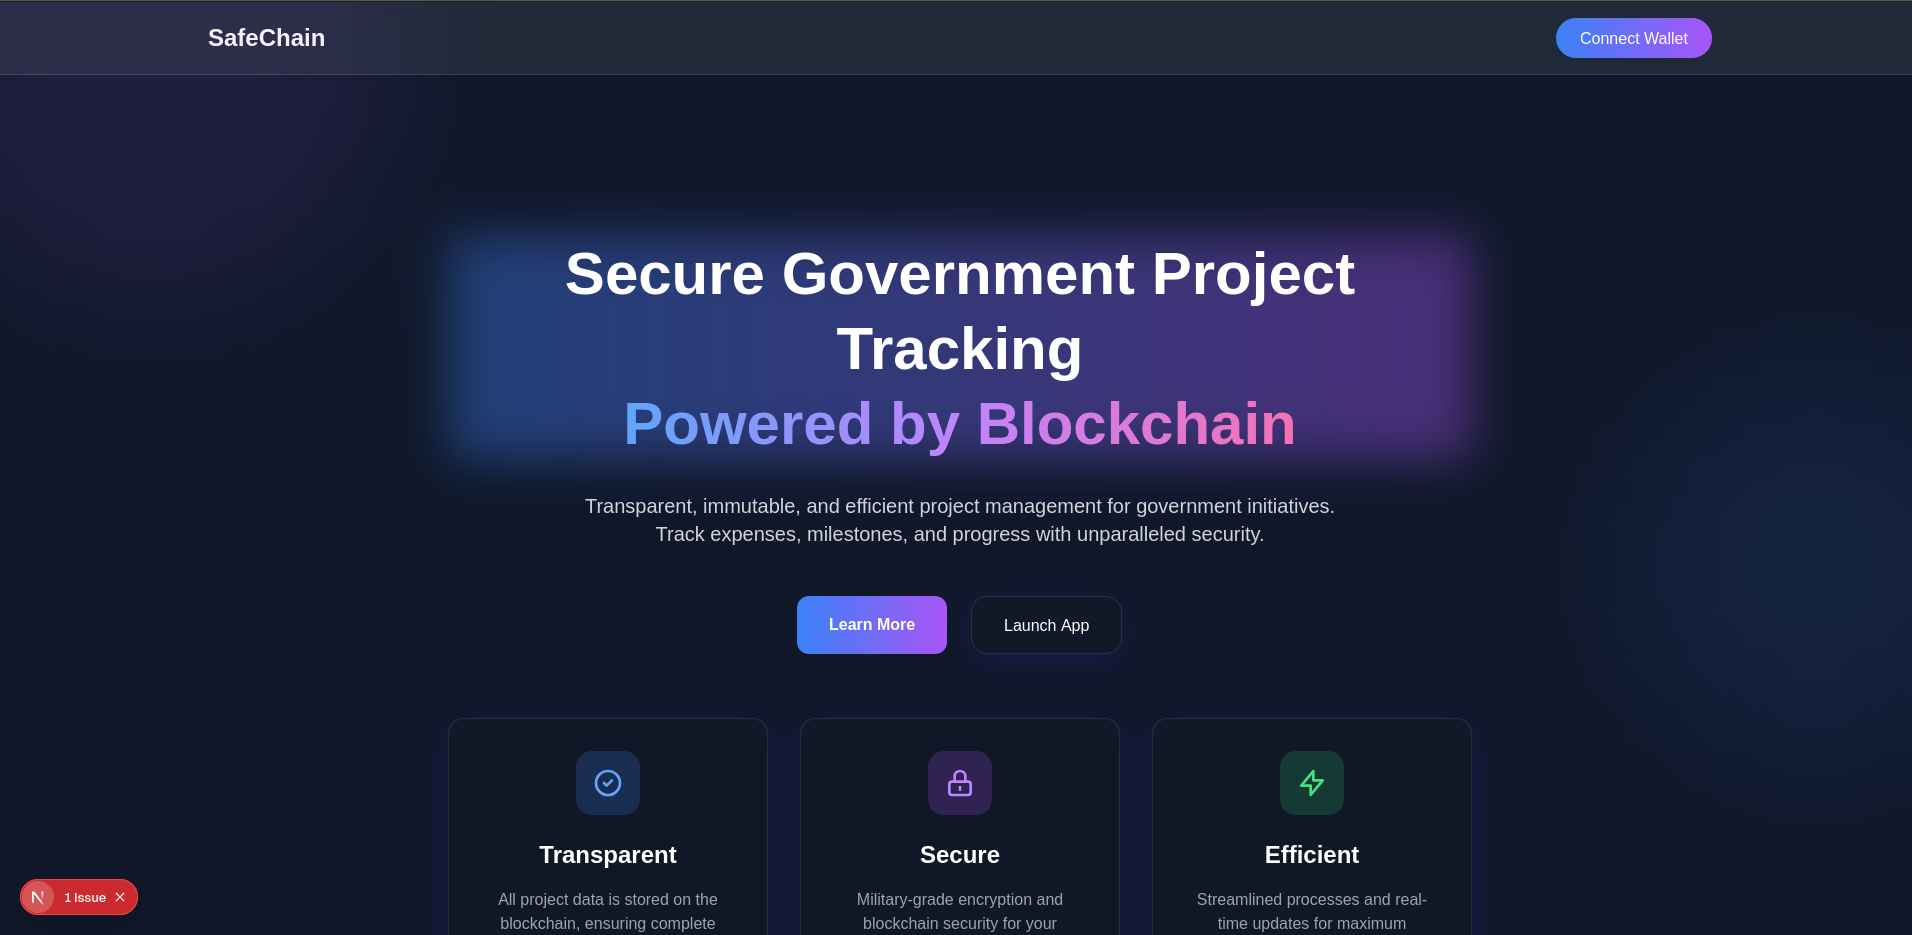 SafeChain
Connect Wallet
Secure Government Project
Tracking
Powered by Blockchain
Transparent, immutable, and efficient project management for government initiatives.
Track expenses, milestones, and progress with unparalleled security.
Learn More
Launch App
Transparent
All project data is stored on the
blockchain, ensuring complete
Secure
Military-grade encryption and
blockchain security for your
Efficient
Streamlined processes and real-
time updates for maximum
N
1 Issue